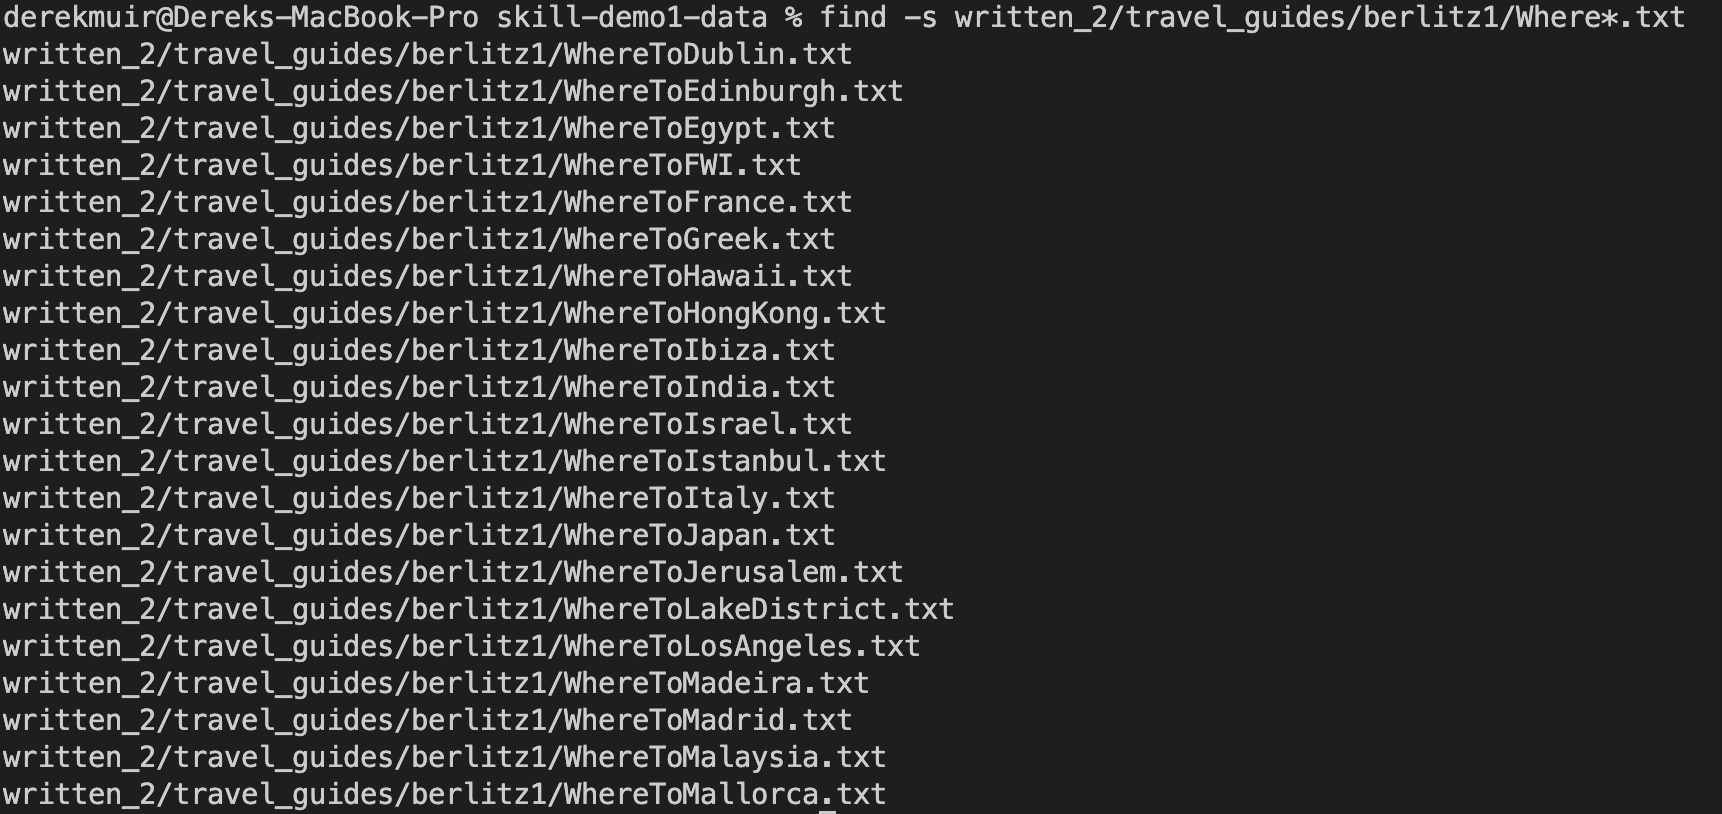 derekmuir@Dereks-MacBook-Pro skill-demo1-data % find -s written_2/travel_guides/berlitz1/Where*.txt
written_2/travel_guides/berlitz1/WhereToDublin.txt
written_2/travel_guides/berlitz1/WhereToEdinburgh.txt
written_2/travel_guides/berlitz1/WhereToEgypt.txt
written_2/travel_guides/berlitz1/WhereToFWI.txt
written_2/travel_guides/berlitz1/WhereToFrance.txt
written_2/travel_guides/berlitz1/WhereToGreek.txt
written_2/travel_guides/berlitz1/WhereToHawaii.txt
written_2/travel_guides/berlitz1/WhereToHongKong.txt
written_2/travel_guides/berlitz1/WhereToIbiza.txt
written_2/travel_guides/berlitz1/WhereToIndia.txt
written_2/travel_guides/berlitz1/WhereToIsrael.txt
written_2/travel_guides/berlitz1/WhereToIstanbul.txt
written_2/travel_guides/berlitz1/WhereToItaly.txt
written_2/travel_guides/berlitz1/WhereToJapan.txt
written_2/travel_guides/berlitz1/WhereToJerusalem.txt
written_2/travel_guides/berlitz1/WhereToLakeDistrict.txt
written_2/travel_guides/berlitz1/WhereToLosAngeles.txt
written_2/travel_guides/berlitz1/WhereToMadeira.txt
written_2/travel_guides/berlitz1/WhereToMadrid.txt
written_2/travel_guides/berlitz1/WhereToMalaysia.txt
written_2/travel_guides/berlitz1/WhereToMallorca.txt